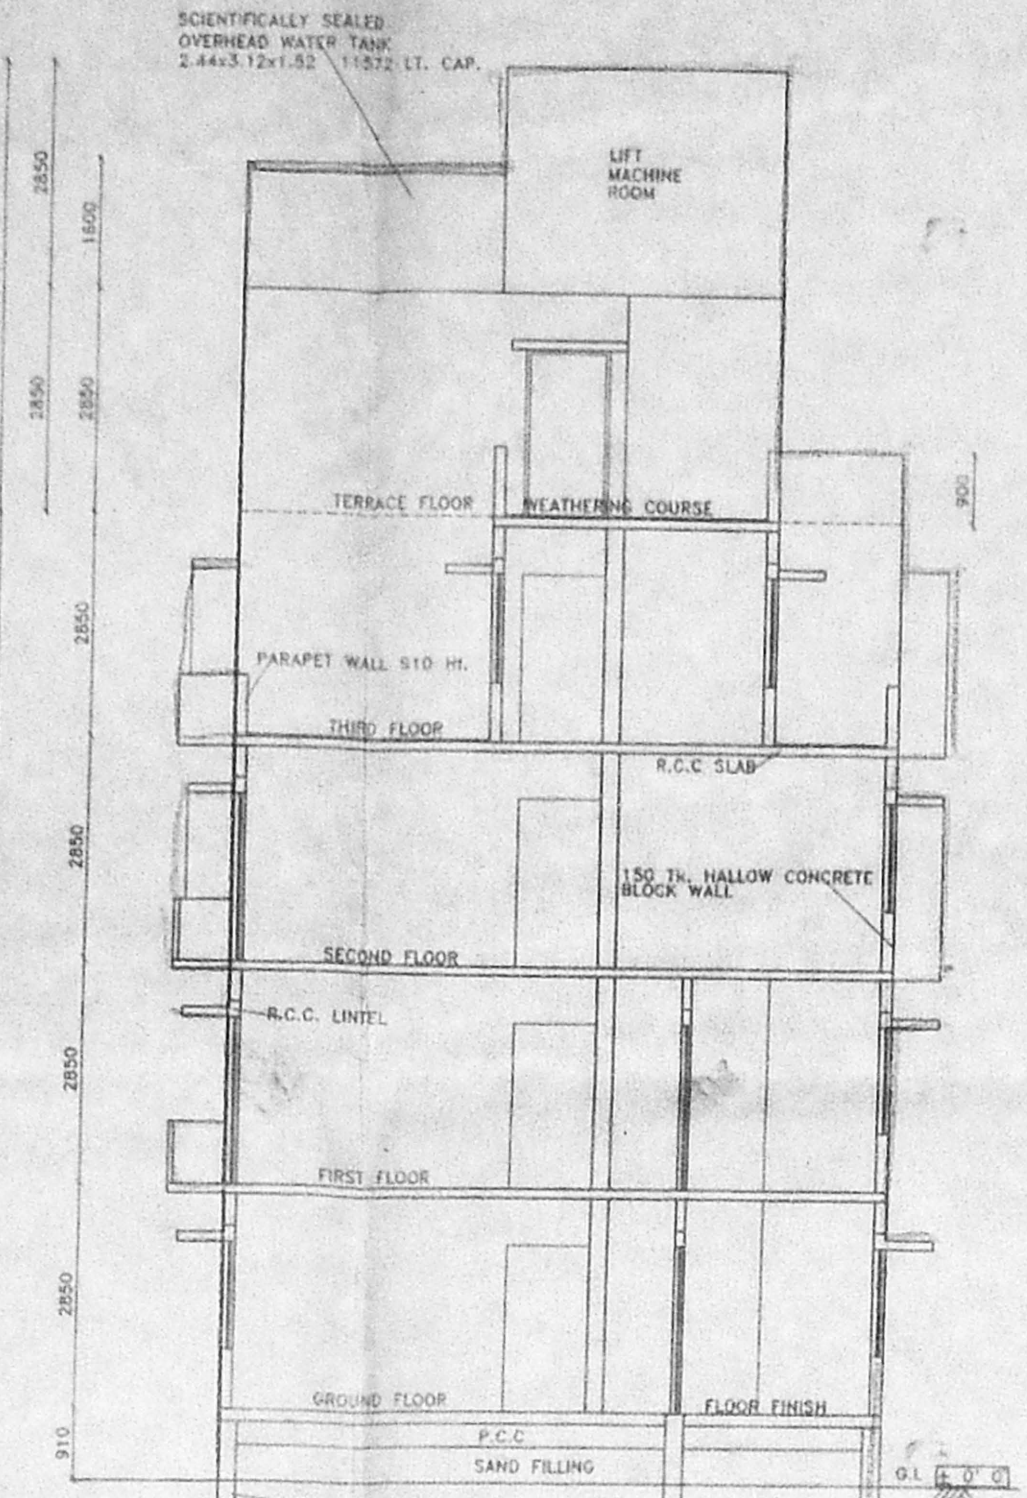 SCIENTIFICALLY SEALED
OVERHEAD WATER TANK
2.44x3.12x1.52 11572 LT. CAP.
LIFT
MACHINE
ROOM
2850
1600
2850
2850
TERRACE FLOOR
WEATHERING COURSE
900
2850
PARAPET WALL 910 Ht.
THIRD FLOOR
R.C.C SLAB
2850
150 TK. HALLOW CONCRETE
BLOCK WALL
SECOND FLOOR
R.C.C. LINTEL
2850
FIRST FLOOR
2850
GROUND FLOOR
FLOOR FINISH
910
P.C.C
SAND FILLING
G.L ± 0' 0